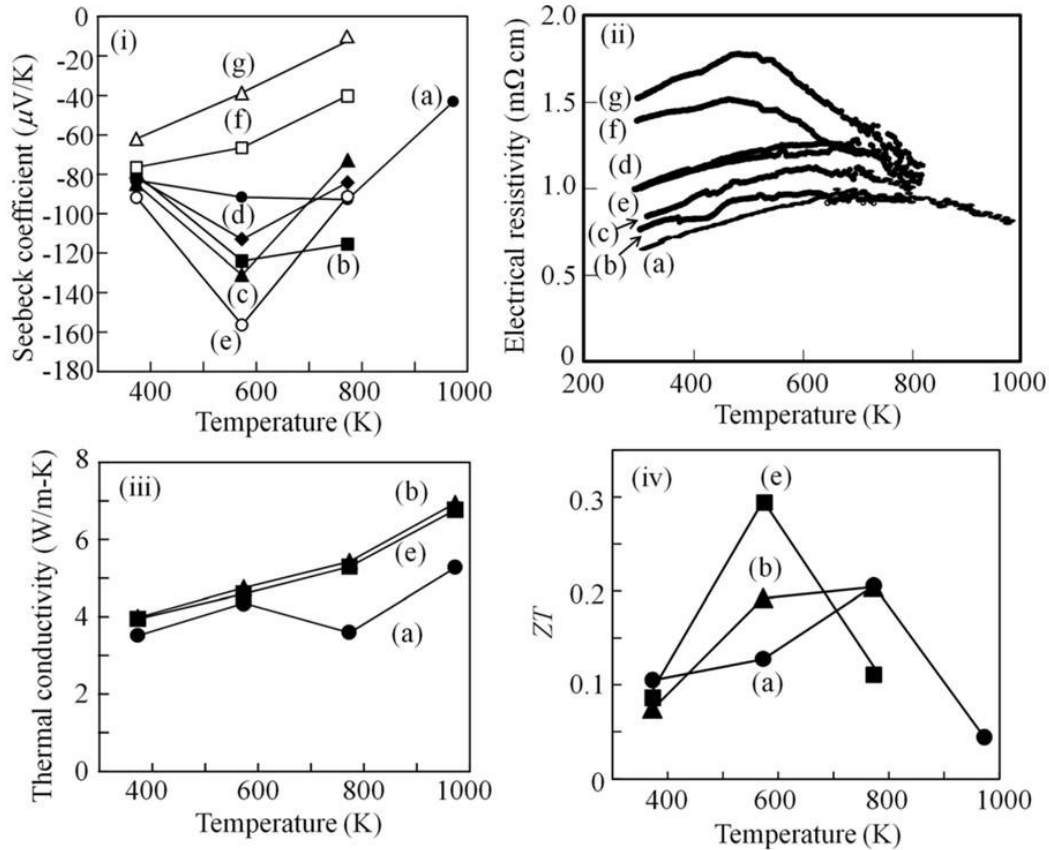 (i)
Seebeck coefficient (μV/K)
0
-20
-40
-60
-80
-100
-120
-140
-160
-180
(g)
(a)
(f)
(d)
(b)
(c)
(e)
400
600
800
1000
Temperature (K)
(ii)
Electrical resistivity (mΩ cm)
2.0
1.5
1.0
0.5
0
(g)
(f)
(d)
(e)
(c)
(b)
(a)
200
400
600
800
1000
Temperature (K)
(iii)
Thermal conductivity (W/m-K)
8
6
4
2
0
(b)
(e)
(a)
400
600
800
1000
Temperature (K)
(iv)
ZT
0.3
0.2
0.1
0
(e)
(b)
(a)
400
600
800
1000
Temperature (K)